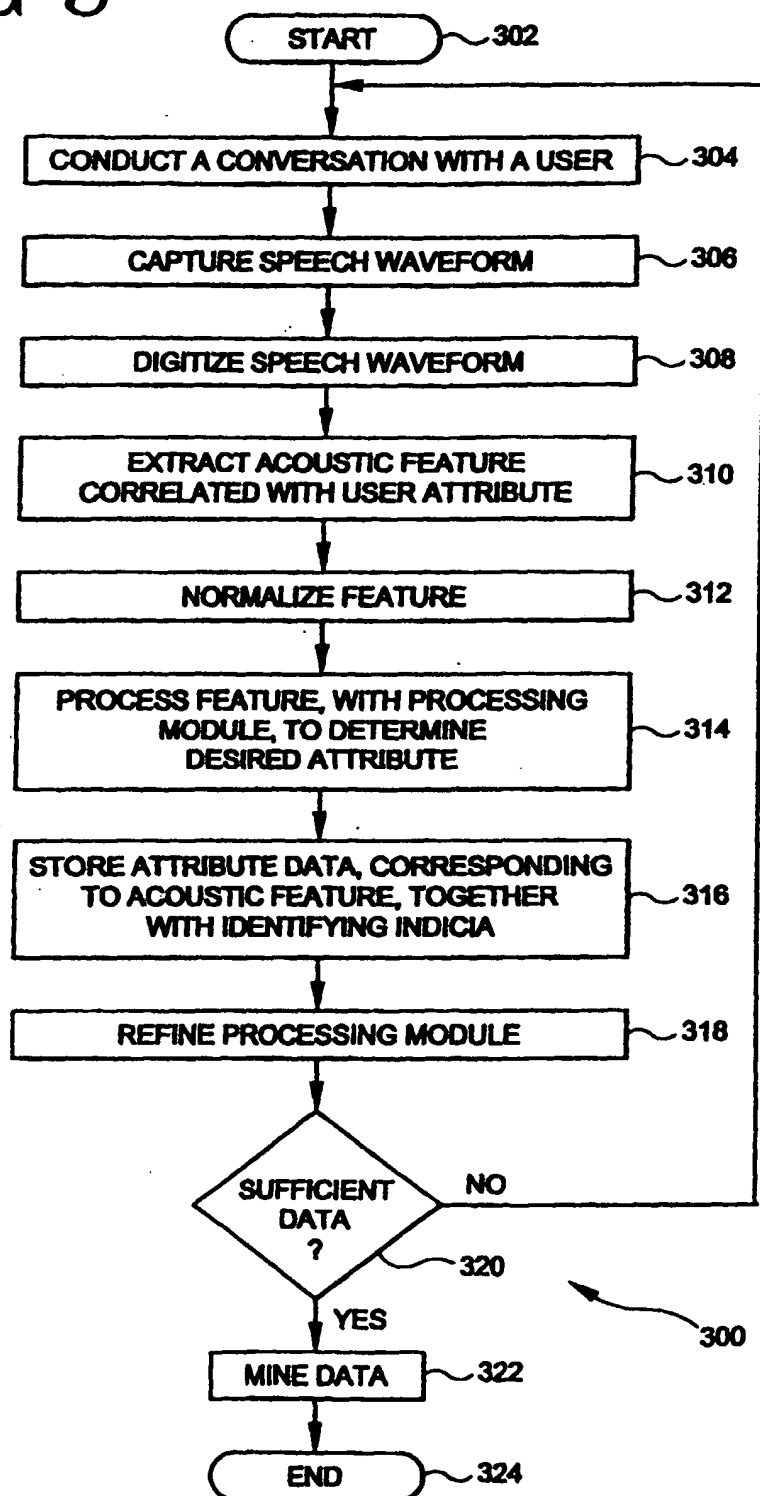 START 302
CONDUCT A CONVERSATION WITH A USER 304
CAPTURE SPEECH WAVEFORM 306
DIGITIZE SPEECH WAVEFORM 308
EXTRACT ACOUSTIC FEATURE
CORRELATED WITH USER ATTRIBUTE 310
NORMALIZE FEATURE 312
PROCESS FEATURE, WITH PROCESSING
MODULE, TO DETERMINE 314
DESIRED ATTRIBUTE
STORE ATTRIBUTE DATA, CORRESPONDING
TO ACOUSTIC FEATURE, TOGETHER 316
WITH IDENTIFYING INDICIA
REFINE PROCESSING MODULE 318
SUFFICIENT NO
DATA
?
320
YES 300
MINE DATA 322
END 324